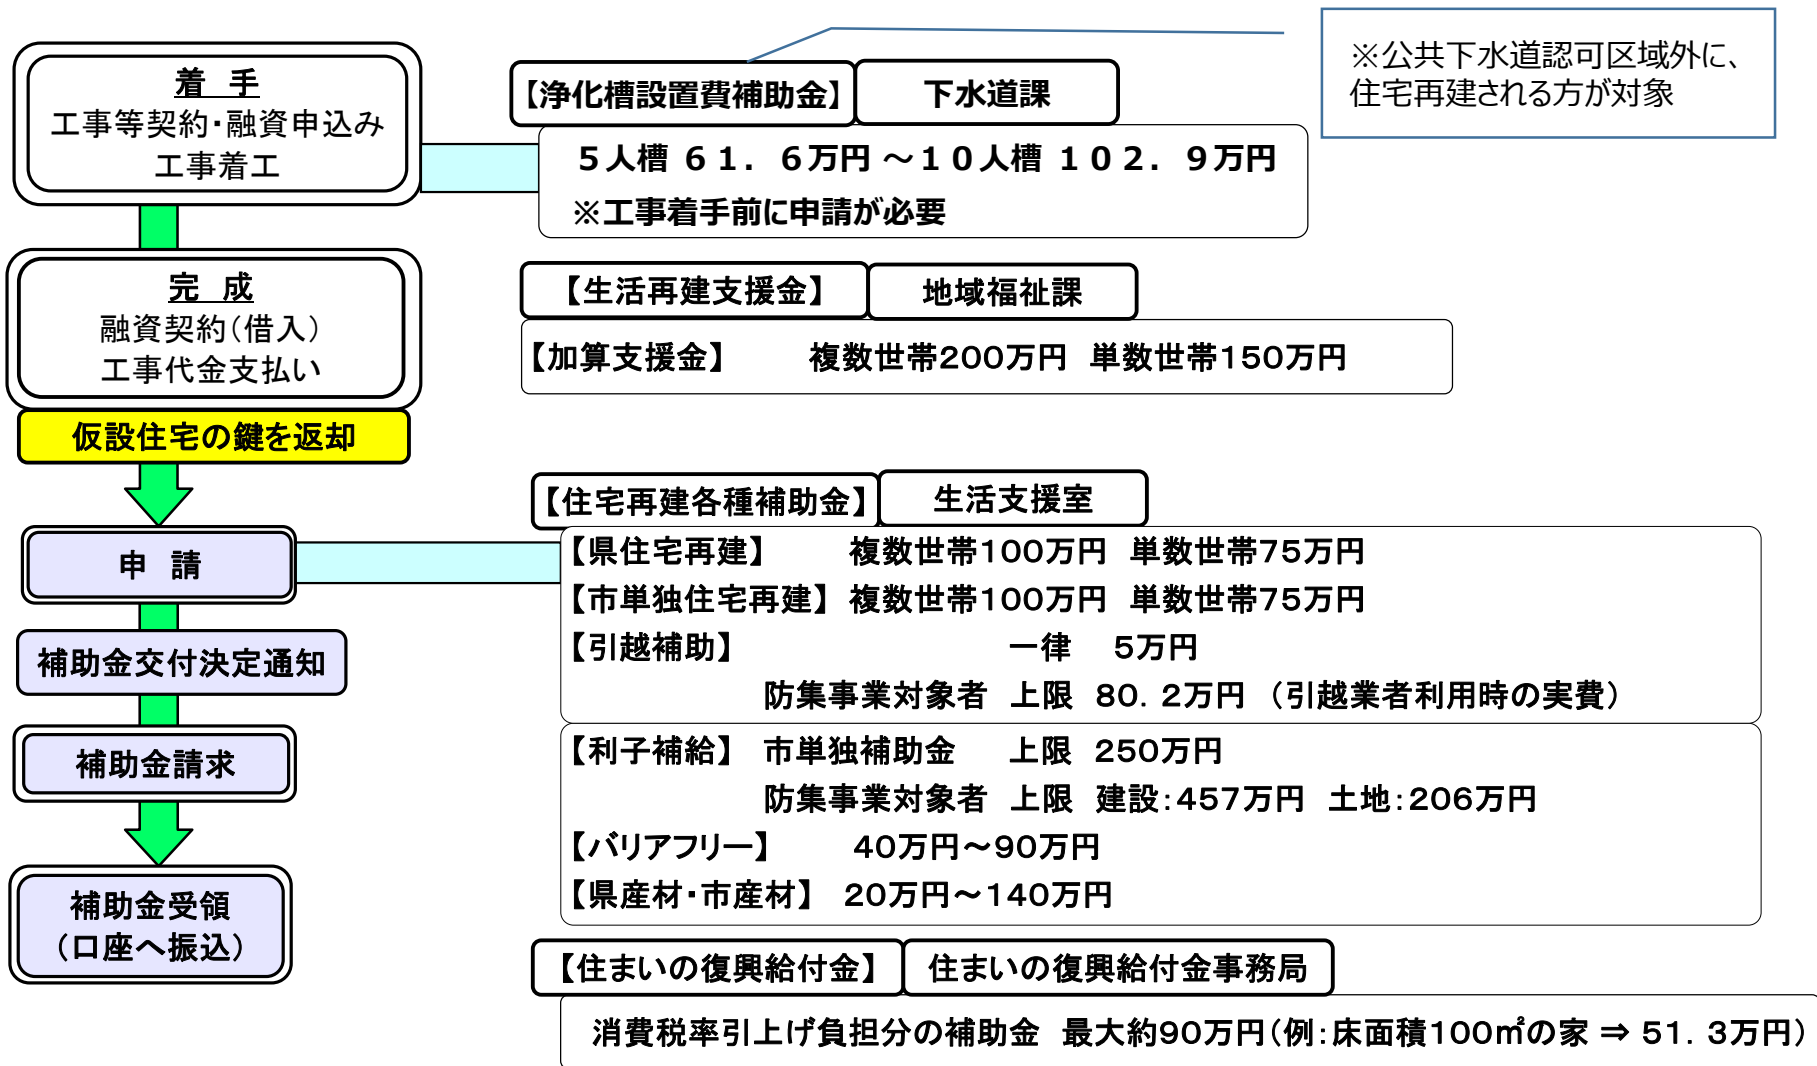 着　手
工事等契約・融資申込み
工事着工
完　成
融資契約（借入）
工事代金支払い
仮設住宅の鍵を返却
申　請
補助金交付決定通知
補助金請求
補助金受領
（口座へ振込）
【浄化槽設置費補助金】　下水道課
※公共下水道認可区域外に、
住宅再建される方が対象
５人槽 ６１．６万円 ～１０人槽 １０２．９万円
※工事着手前に申請が必要
【生活再建支援金】　地域福祉課
【加算支援金】　複数世帯200万円　単数世帯150万円
【住宅再建各種補助金】　生活支援室
【県住宅再建】　複数世帯100万円　単数世帯75万円
【市単独住宅再建】　複数世帯100万円　単数世帯75万円
【引越補助】　一律　5万円
防集事業対象者　上限　80．2万円　（引越業者利用時の実費）
【利子補給】　市単独補助金　上限　250万円
防集事業対象者　上限　建設：457万円　土地：206万円
【バリアフリー】　40万円～90万円
【県産材・市産材】　20万円～140万円
【住まいの復興給付金】　住まいの復興給付金事務局
消費税率引上げ負担分の補助金　最大約90万円（例：床面積100㎡の家 ⇒ 51．3万円）